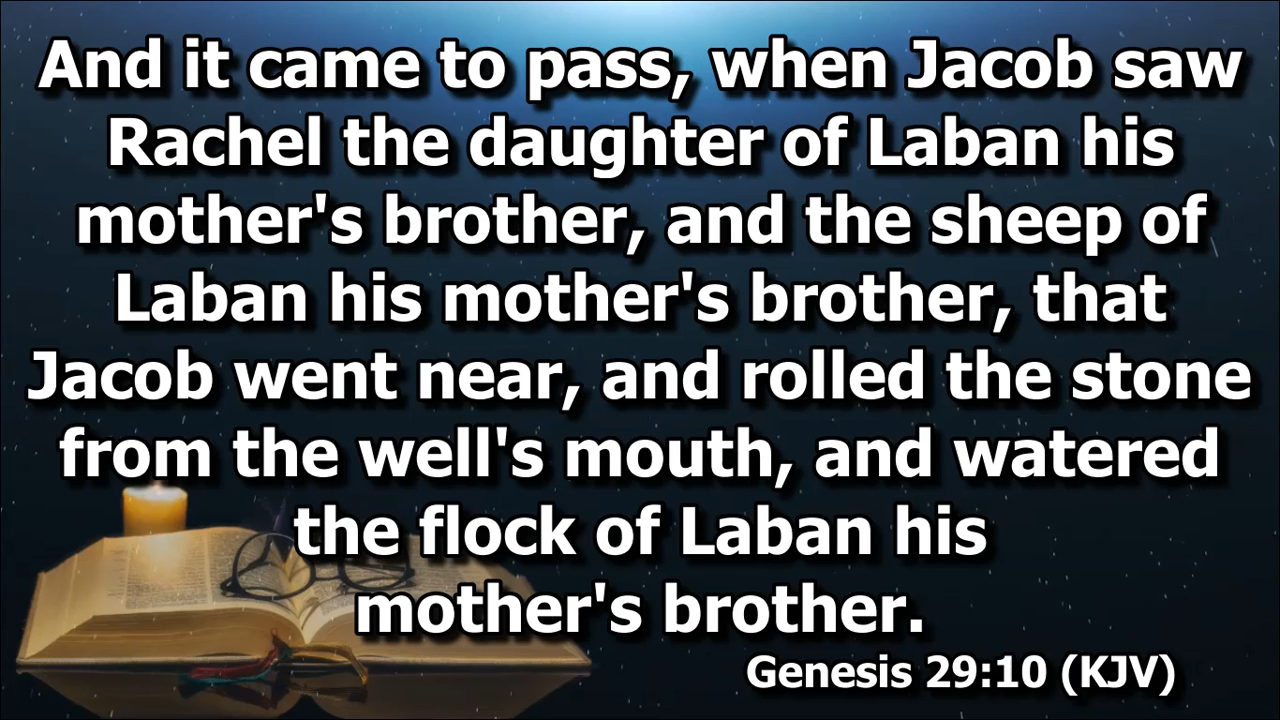 And it came to pass, when Jacob saw
Rachel the daughter of Laban his
mother's brother, and the sheep of
Laban his mother's brother, that
Jacob went near, and rolled the stone
from the well's mouth, and watered
the flock of Laban his
mother's brother.
Genesis 29:10 (KJV)